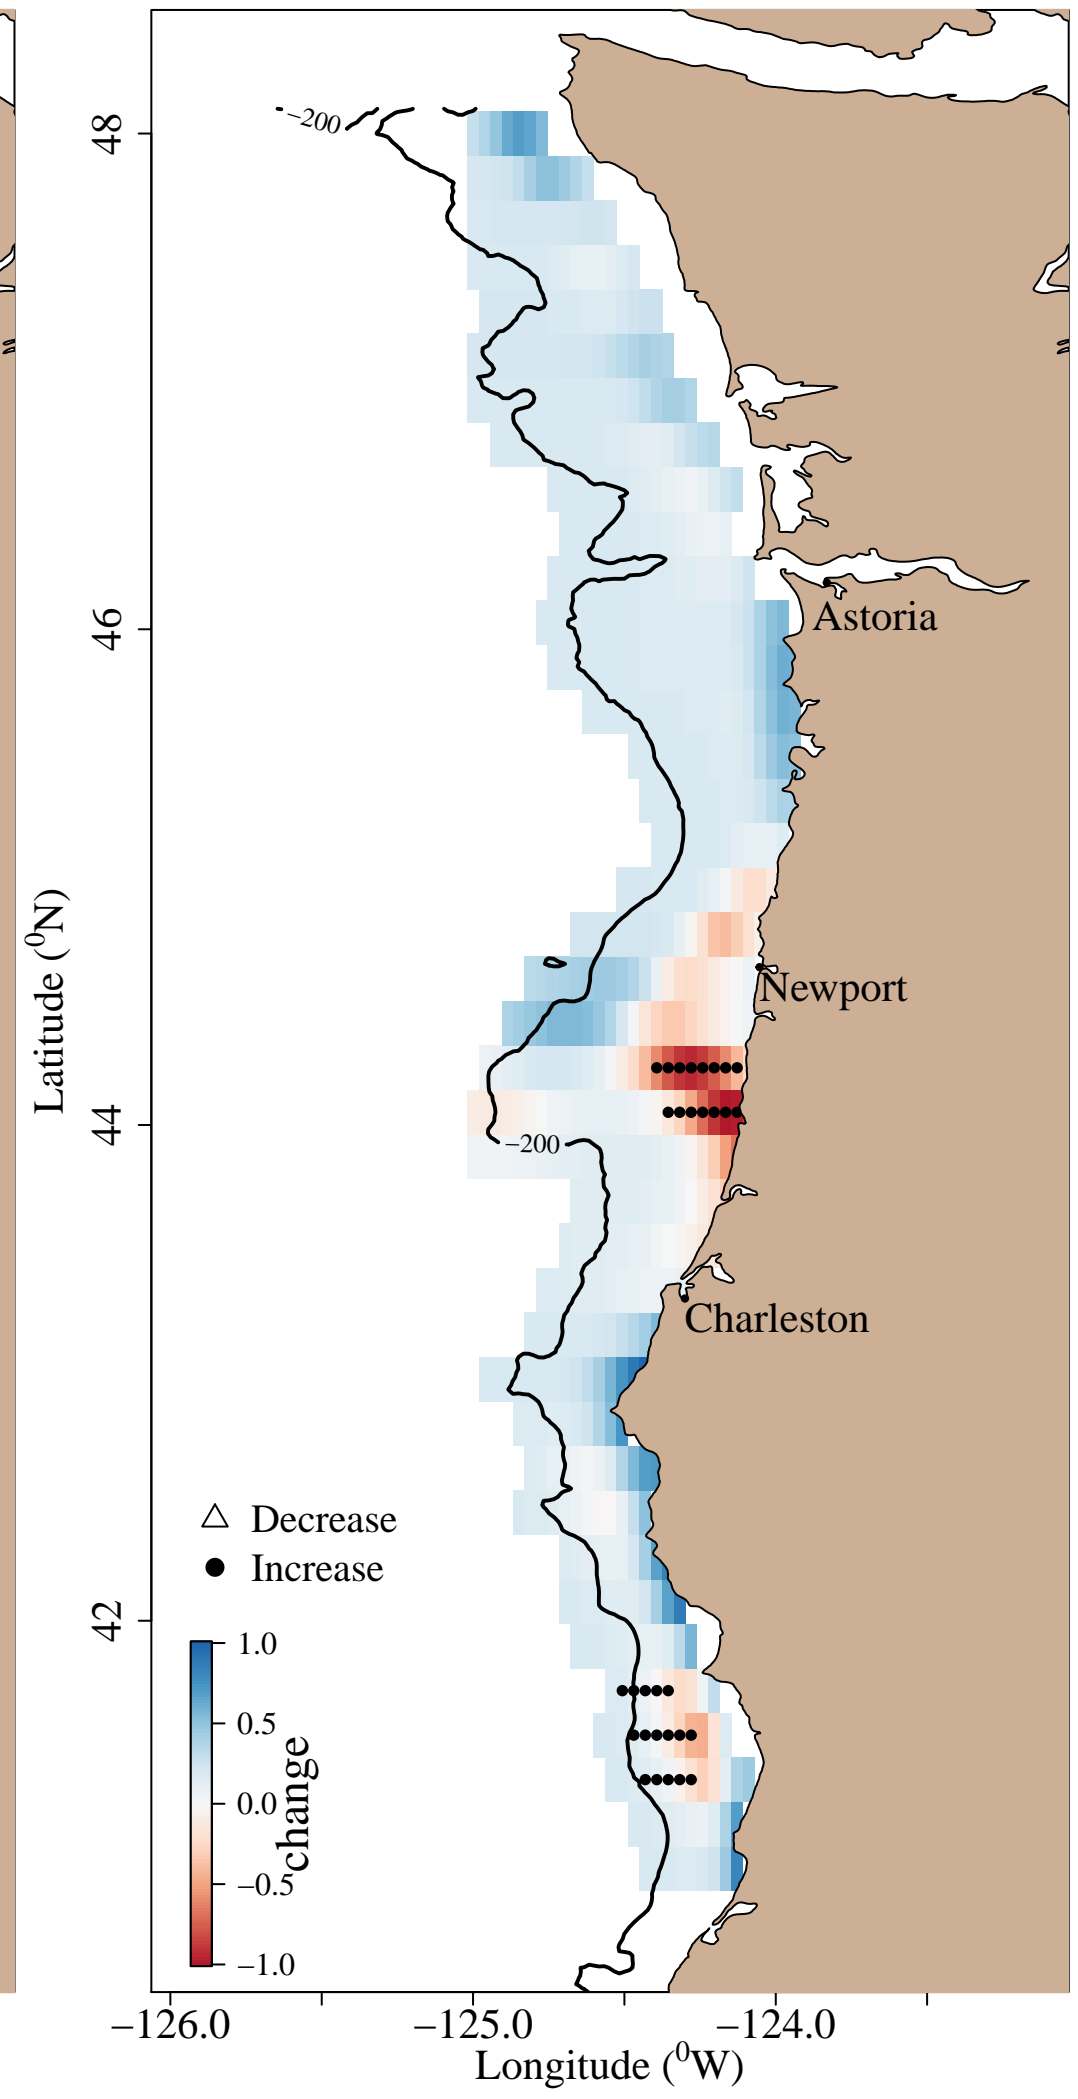 −200
48
Astoria
46
Newport
Latitude (⁰N)
44
−200
Charleston
Decrease
Increase
42
1.0
0.5
0.0
−0.5
−1.0
change
−126.0
−125.0
−124.0
Longitude (⁰W)